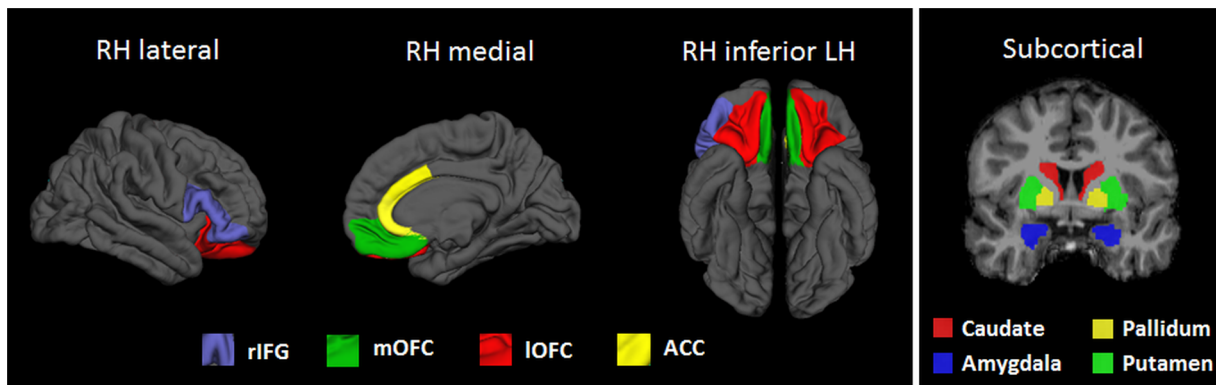 RH lateral
RH medial
RH inferior LH
Subcortical
rIFG
mOFC
lOFC
ACC
Caudate
Pallidum
Amygdala
Putamen